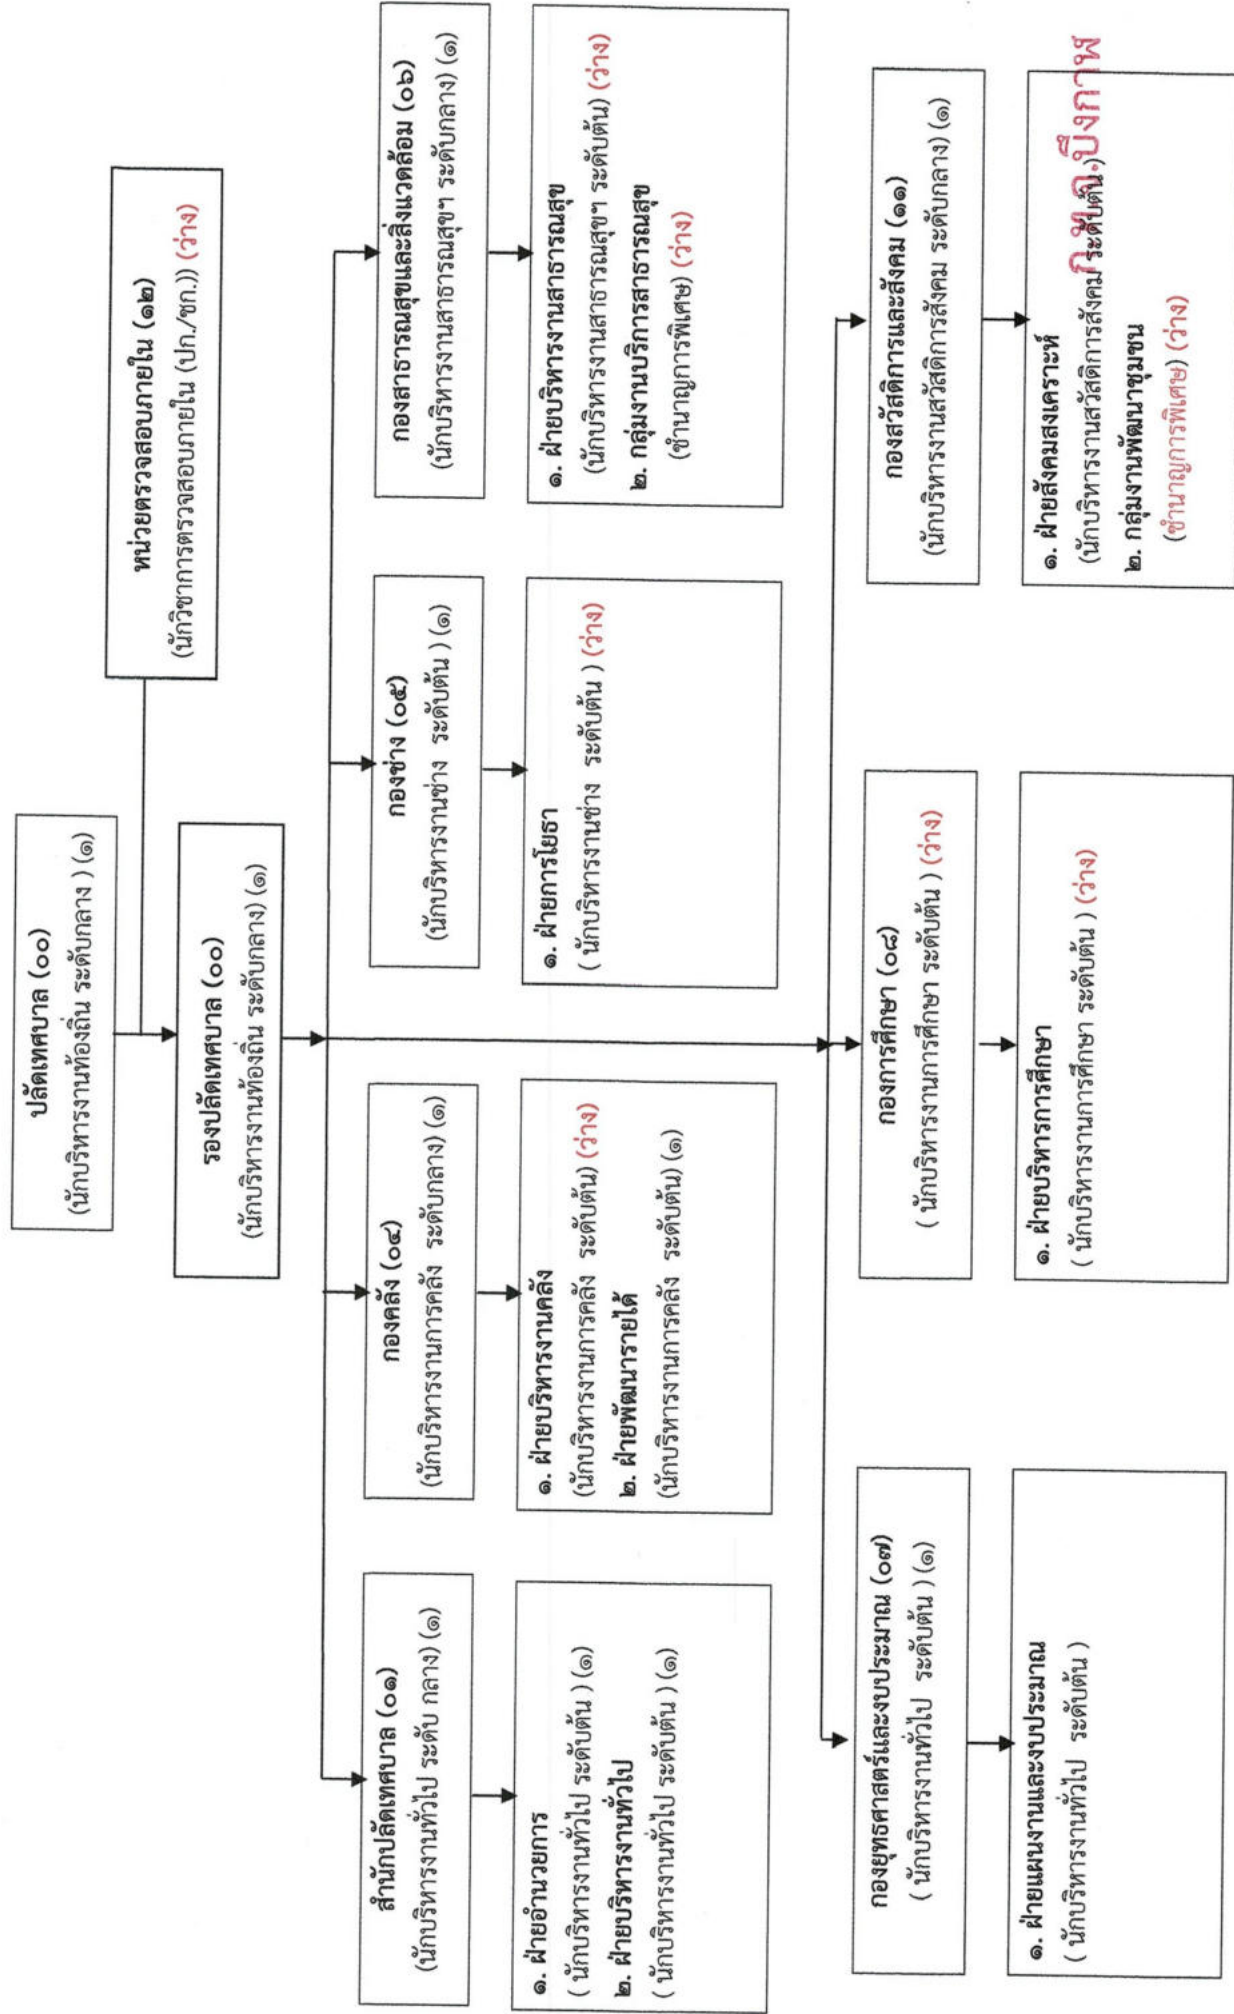 ปลัดเทศบาล (๐๐)
(นักบริหารงานท้องถิ่น ระดับกลาง ) (๑)
หน่วยตรวจสอบภายใน (๑๒)
(นักวิชาการตรวจสอบภายใน (ปก./ชก.)) (ว่าง)
รองปลัดเทศบาล (๐๐)
(นักบริหารงานท้องถิ่น ระดับกลาง) (๑)
สำนักปลัดเทศบาล (๐๑)
(นักบริหารงานทั่วไป ระดับ กลาง) (๑)
๑. ฝ่ายอำนวยการ
( นักบริหารงานทั่วไป ระดับต้น ) (๑)
๒. ฝ่ายบริหารงานทั่วไป
( นักบริหารงานทั่วไป ระดับต้น ) (๑)
กองคลัง (๐๔)
(นักบริหารงานการคลัง ระดับกลาง) (๑)
๑. ฝ่ายบริหารงานคลัง
(นักบริหารงานการคลัง ระดับต้น) (ว่าง)
๒. ฝ่ายพัฒนารายได้
(นักบริหารงานการคลัง ระดับต้น) (๑)
กองช่าง (๐๕)
(นักบริหารงานช่าง ระดับต้น ) (๑)
๑. ฝ่ายการโยธา
( นักบริหารงานช่าง ระดับต้น ) (ว่าง)
กองสาธารณสุขและสิ่งแวดล้อม (๐๖)
(นักบริหารงานสาธารณสุขฯ ระดับกลาง) (๑)
๑. ฝ่ายบริหารงานสาธารณสุข
(นักบริหารงานสาธารณสุขฯ ระดับต้น) (ว่าง)
๒. กลุ่มงานบริการสาธารณสุข
(ชำนาญการพิเศษ) (ว่าง)
กองยุทธศาสตร์และงบประมาณ (๐๗)
( นักบริหารงานทั่วไป ระดับต้น ) (๑)
๑. ฝ่ายแผนงานและงบประมาณ
( นักบริหารงานทั่วไป ระดับต้น )
กองการศึกษา (๐๘)
( นักบริหารงานการศึกษา ระดับต้น ) (ว่าง)
๑. ฝ่ายบริหารการศึกษา
( นักบริหารงานการศึกษา ระดับต้น ) (ว่าง)
กองสวัสดิการและสังคม (๑๑)
(นักบริหารงานสวัสดิการสังคม ระดับกลาง) (๑)
๑. ฝ่ายสังคมสงเคราะห์
(นักบริหารงานสวัสดิการสังคม ระดับต้น )
๒. กลุ่มงานพัฒนาชุมชน
(ชำนาญการพิเศษ) (ว่าง)
ก.ท.จ.บึงกาฬ